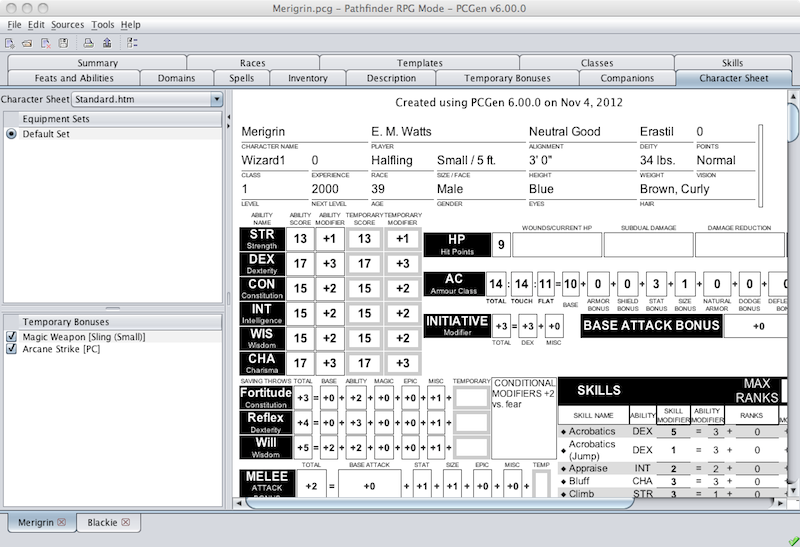 Merigrin.pcg - Pathfinder RPG Mode - PCGen v6.00.0
File Edit Sources Tools Help
Summary Races Templates Classes Skills
Feats and Abilities Domains Spells Inventory Description Temporary Bonuses Companions Character Sheet
Character Sheet Standard.htm
Equipment Sets
Default Set
Temporary Bonuses
Magic Weapon [Sling (Small)]
Arcane Strike [PC]
Created using PCGen 6.00.0 on Nov 4, 2012
Merigrin E. M. Watts Neutral Good Erastil 0
CHARACTER NAME PLAYER ALIGNMENT DEITY POINTS
Wizard1 0 Halfling Small / 5 ft. 3' 0" 34 lbs. Normal
CLASS EXPERIENCE RACE SIZE / FACE HEIGHT WEIGHT VISION
1 2000 39 Male Blue Brown, Curly
LEVEL NEXT LEVEL AGE GENDER EYES HAIR
ABILITY NAME ABILITY SCORE ABILITY MODIFIER TEMPORARY SCORE TEMPORARY MODIFIER
STR Strength 13 +1 13 +1
DEX Dexterity 17 +3 17 +3
CON Constitution 15 +2 15 +2
INT Intelligence 15 +2 15 +2
WIS Wisdom 15 +2 15 +2
CHA Charisma 17 +3 17 +3
WOUNDS/CURRENT HP SUBDUAL DAMAGE DAMAGE REDUCTION
HP Hit Points 9
AC Armour Class 14 : 14 : 11 = 10 + 0 + 0 + 3 + 1 + 0 + 0 + 0
TOTAL TOUCH FLAT BASE ARMOR BONUS SHIELD BONUS STAT BONUS SIZE BONUS NATURAL ARMOR DODGE BONUS DEFLE BONUS
INITIATIVE Modifier +3 = +3 + +0
TOTAL DEX MISC
BASE ATTACK BONUS +0
SAVING THROWS TOTAL BASE ABILITY MAGIC EPIC MISC TEMPORARY
Fortitude Constitution +3 = +0 + +2 + +0 + +0 + +1 +
Reflex Dexterity +4 = +0 + +3 + +0 + +0 + +1 +
Will Wisdom +5 = +2 + +2 + +0 + +0 + +1 +
CONDITIONAL
MODIFIERS +2
vs. fear
TOTAL BASE ATTACK STAT SIZE EPIC MISC TEMP
MELEE ATTACK BONUS +2 = +0 + +1 + +1 + +0 + +0 +
SKILLS MAX RANKS
SKILL NAME ABILITY SKILL MODIFIER ABILITY MODIFIER RANKS
Acrobatics DEX 5 = 3 + 0 +
Acrobatics (Jump) DEX 1 = 3 + 0 +
Appraise INT 2 = 2 + 0 +
Bluff CHA 3 = 3 + 0 +
Climb STR 3 = 1 + 0 +
Merigrin Blackie